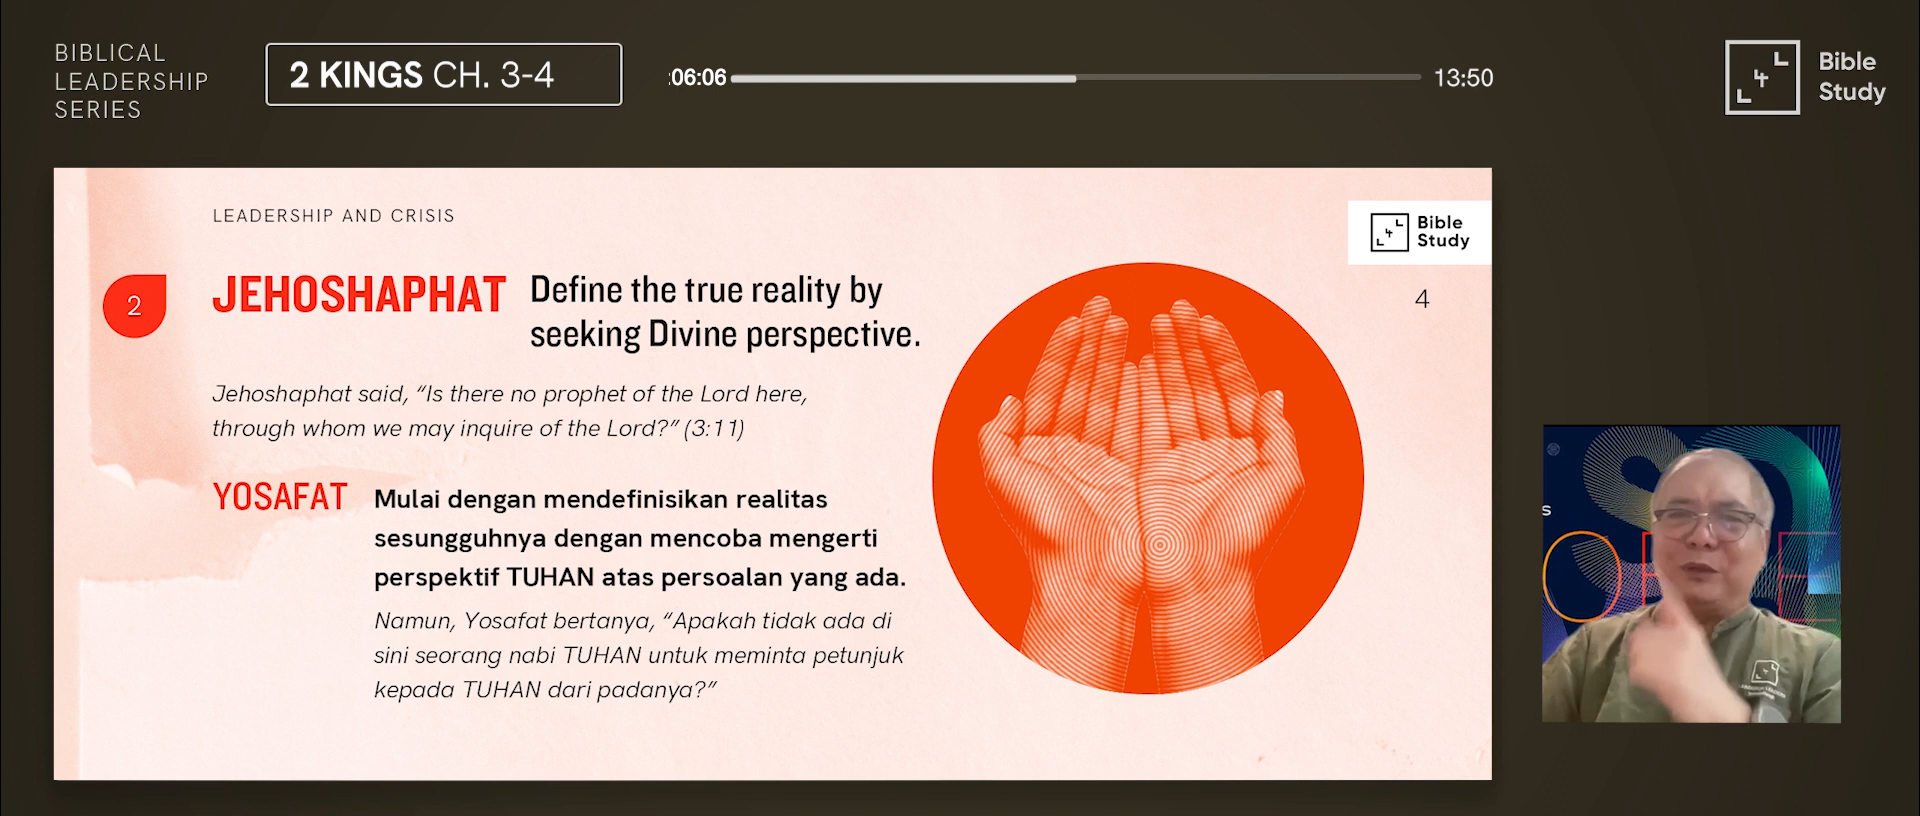 BIBLICAL
LEADERSHIP
SERIES
2 KINGS CH. 3-4
:06:06
13:50
Bible
Study
LEADERSHIP AND CRISIS
Bible
Study
4
2
JEHOSHAPHAT
Define the true reality by
seeking Divine perspective.
Jehoshaphat said, “Is there no prophet of the Lord here,
through whom we may inquire of the Lord?” (3:11)
YOSAFAT
Mulai dengan mendefinisikan realitas
sesungguhnya dengan mencoba mengerti
perspektif TUHAN atas persoalan yang ada.
Namun, Yosafat bertanya, “Apakah tidak ada di
sini seorang nabi TUHAN untuk meminta petunjuk
kepada TUHAN dari padanya?”
s